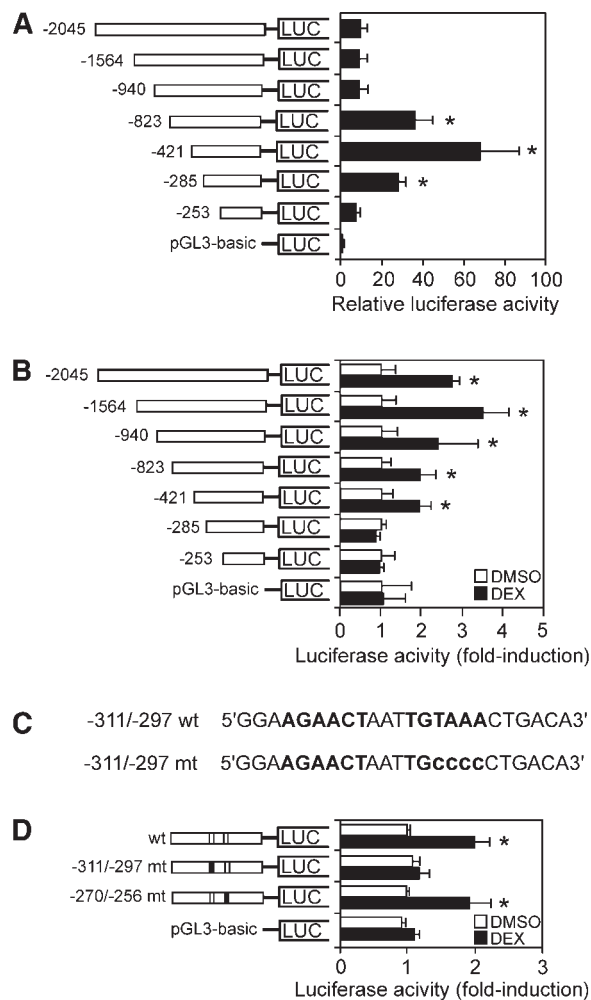 A
-2045 LUC
-1564 LUC
-940 LUC
-823 LUC *
-421 LUC *
-285 LUC *
-253 LUC
pGL3-basic LUC
0 20 40 60 80 100
Relative luciferase acivity
B
-2045 LUC *
-1564 LUC *
-940 LUC *
-823 LUC *
-421 LUC *
-285 LUC
-253 LUC
pGL3-basic LUC
DMSO
DEX
0 1 2 3 4 5
Luciferase acivity (fold-induction)
C
-311/-297 wt 5'GGAAGAACTAATTGTAAACTGACA3'
-311/-297 mt 5'GGAAGAACTAATTGccccCTGACA3'
D
wt LUC *
-311/-297 mt LUC
-270/-256 mt LUC *
pGL3-basic LUC
DMSO
DEX
0 1 2 3
Luciferase acivity (fold-induction)